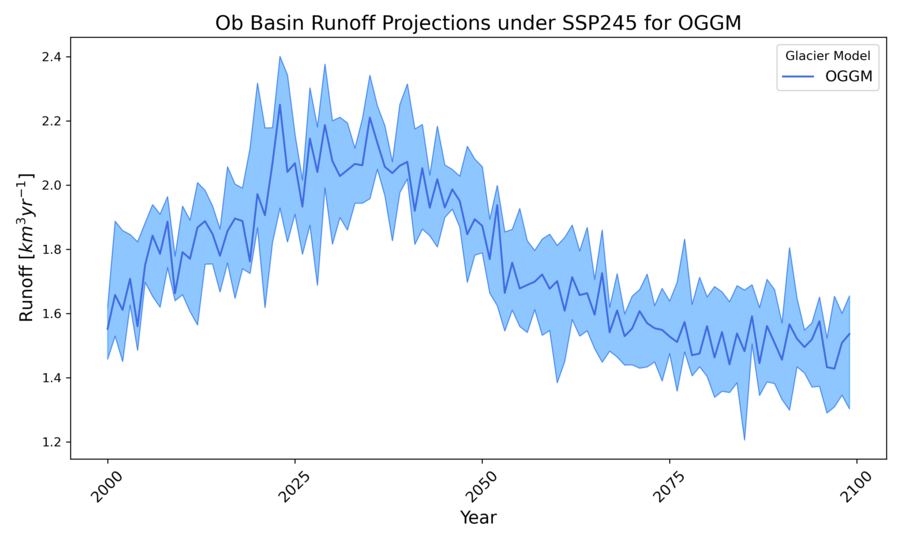 Ob Basin Runoff Projections under SSP245 for OGGM
Glacier Model
OGGM
Runoff [km³yr⁻¹]
2.4
2.2
2.0
1.8
1.6
1.4
1.2
2000
2025
2050
2075
2100
Year